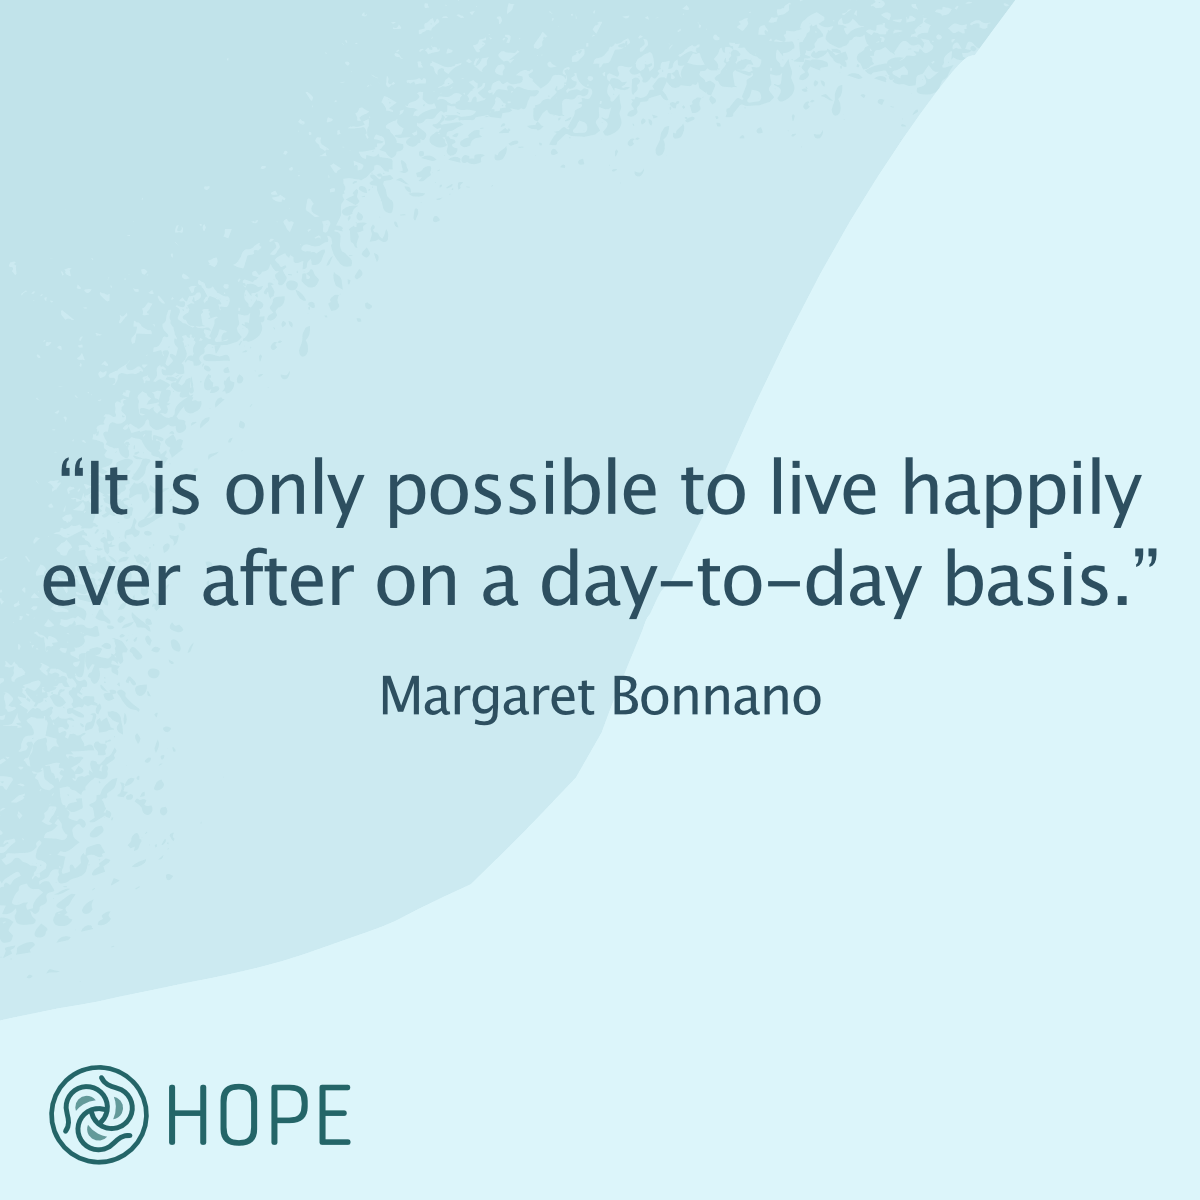 “It is only possible to live happily
ever after on a day-to-day basis.”
Margaret Bonnano
HOPE